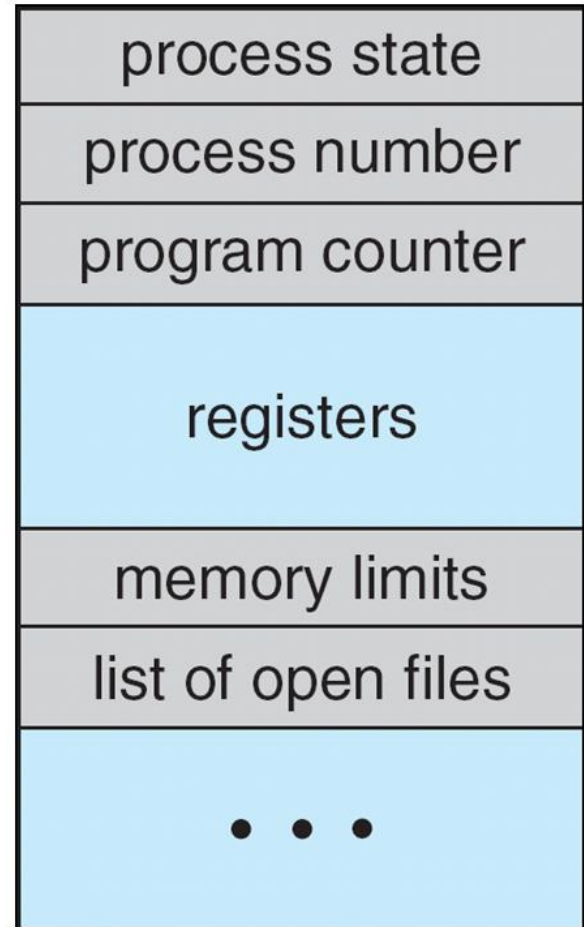 process state
process number
program counter
registers
memory limits
list of open files
• • •